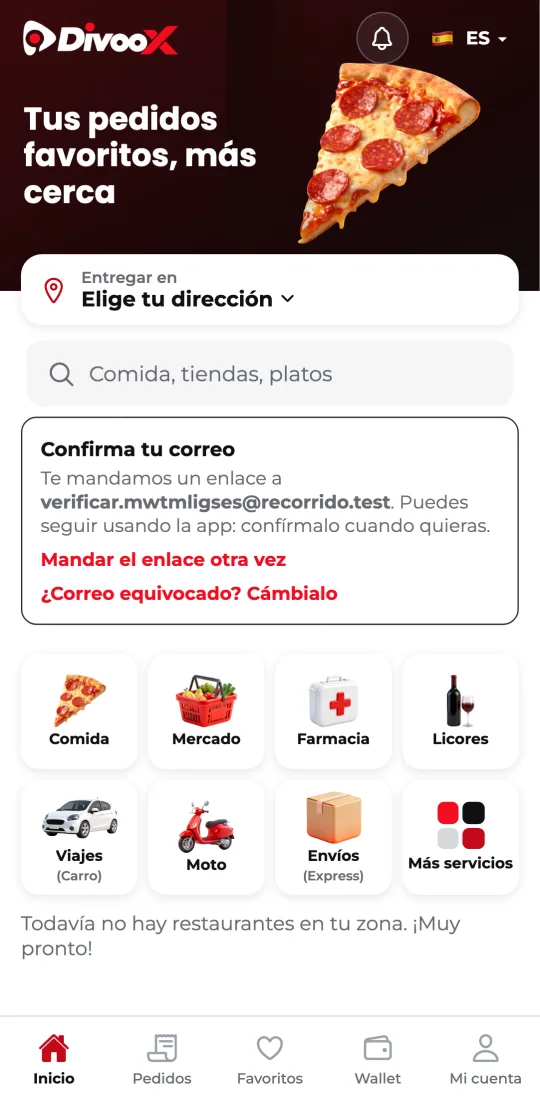 DivooX
ES
Tus pedidos
favoritos, más
cerca
Entregar en
Elige tu dirección
Comida, tiendas, platos
Confirma tu correo
Te mandamos un enlace a
verificar.mwtmligses@recorrido.test. Puedes
seguir usando la app: confírmalo cuando quieras.
Mandar el enlace otra vez
¿Correo equivocado? Cámbialo
Comida
Mercado
Farmacia
Licores
Viajes
(Carro)
Moto
Envíos
(Express)
Más servicios
Todavía no hay restaurantes en tu zona. ¡Muy
pronto!
Inicio
Pedidos
Favoritos
Wallet
Mi cuenta